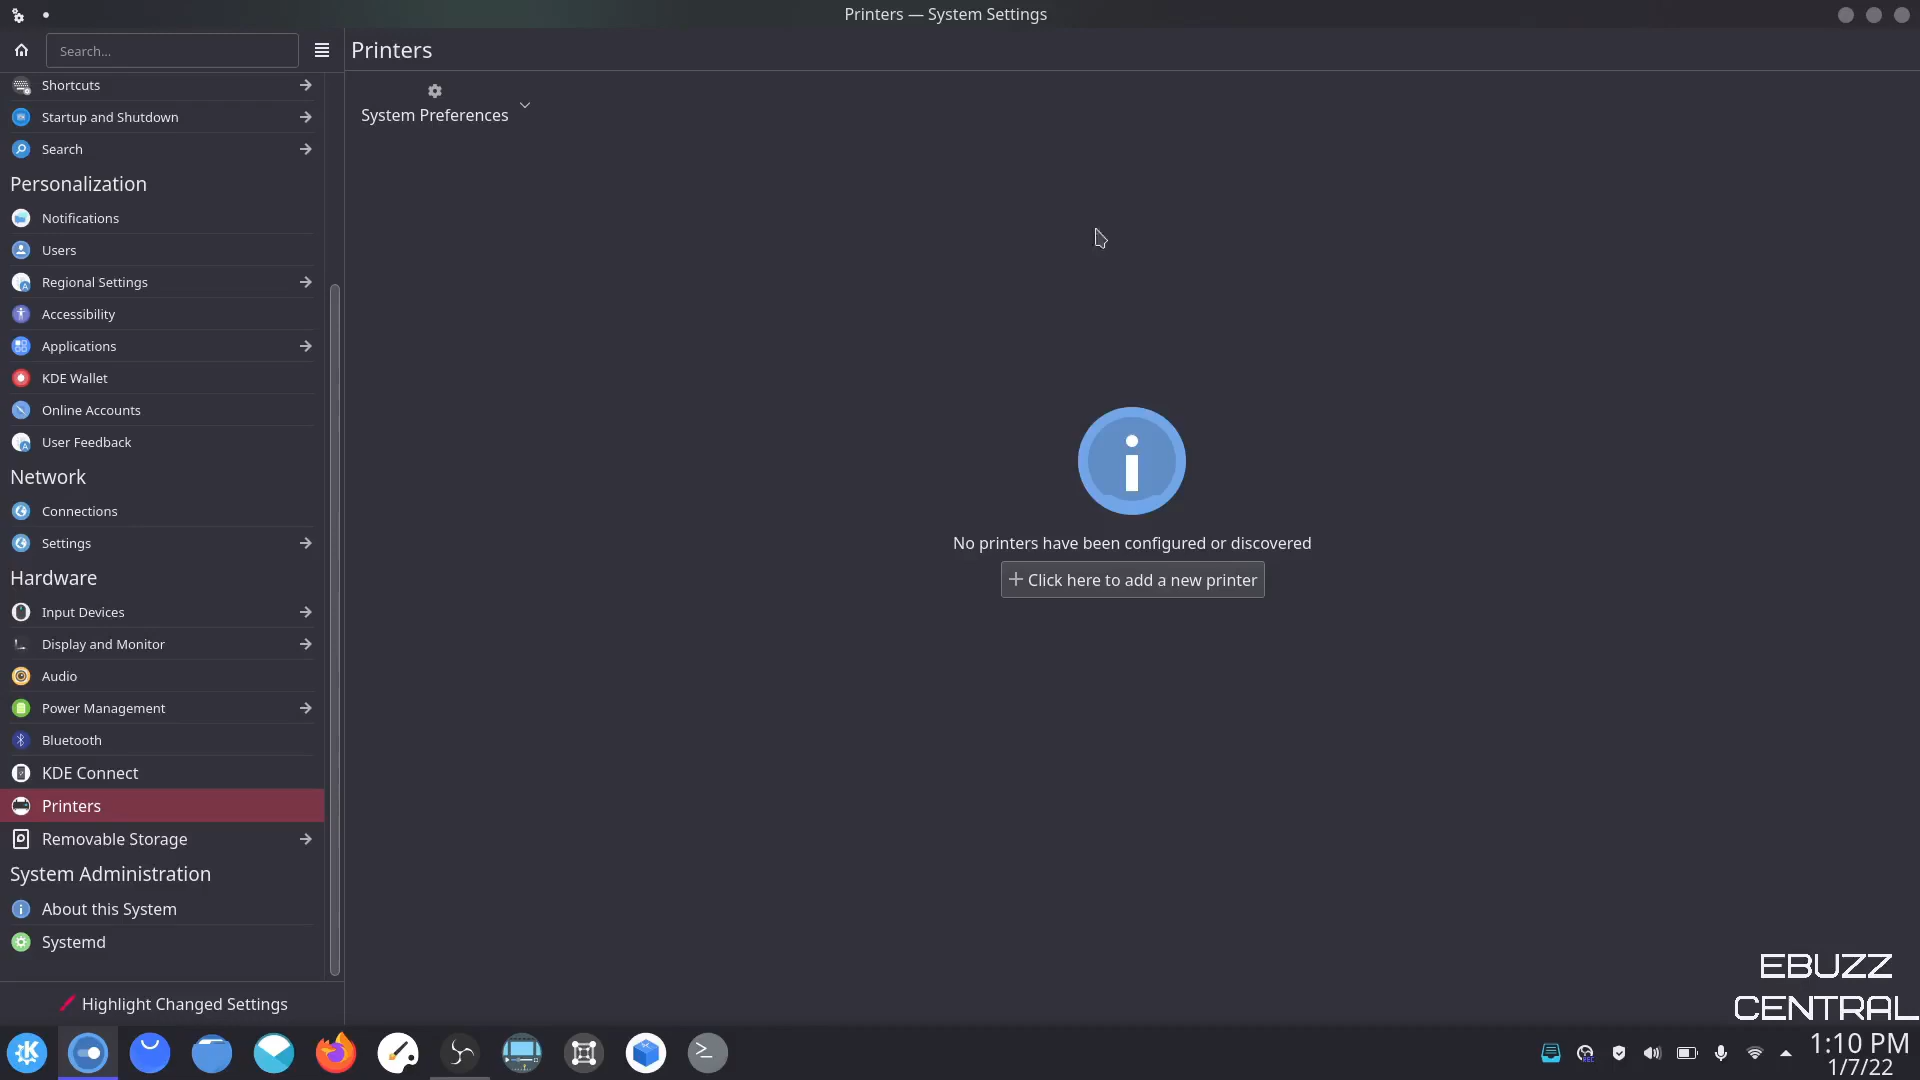 Printers — System Settings
Search...
Printers
System Preferences
Shortcuts
Startup and Shutdown
Search
Personalization
Notifications
Users
Regional Settings
Accessibility
Applications
KDE Wallet
Online Accounts
User Feedback
Network
Connections
Settings
Hardware
Input Devices
Display and Monitor
Audio
Power Management
Bluetooth
KDE Connect
Printers
Removable Storage
System Administration
About this System
Systemd
Highlight Changed Settings
No printers have been configured or discovered
Click here to add a new printer
EBUZZ
CENTRAL
1:10 PM
1/7/22